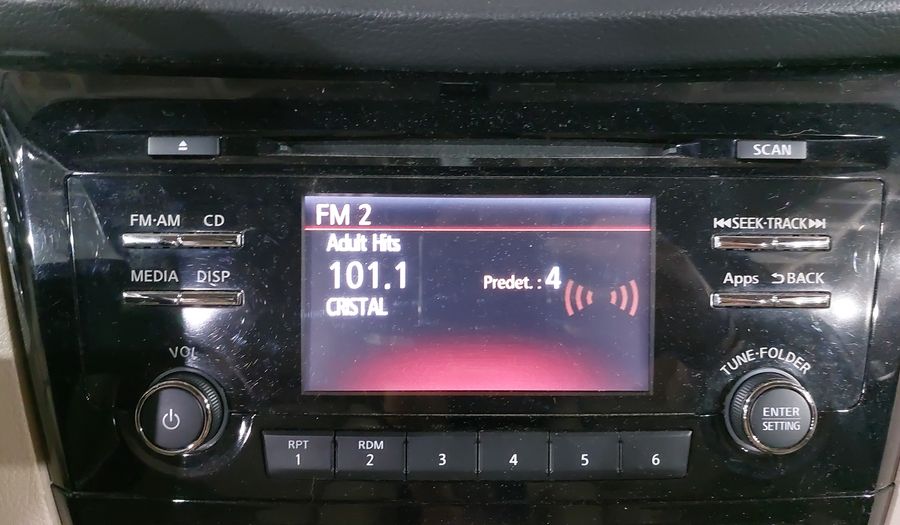 SCAN
FM·AM CD
MEDIA DISP
VOL
FM 2
Adult Hits
101.1
Predet. : 4
CRISTAL
SEEK·TRACK
Apps BACK
TUNE·FOLDER
ENTER
SETTING
RPT
1
RDM
2
3
4
5
6